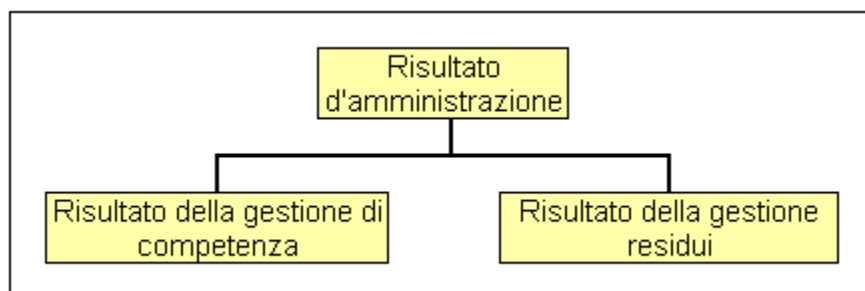 Risultato
d'amministrazione
Risultato della gestione di
competenza
Risultato della gestione
residui